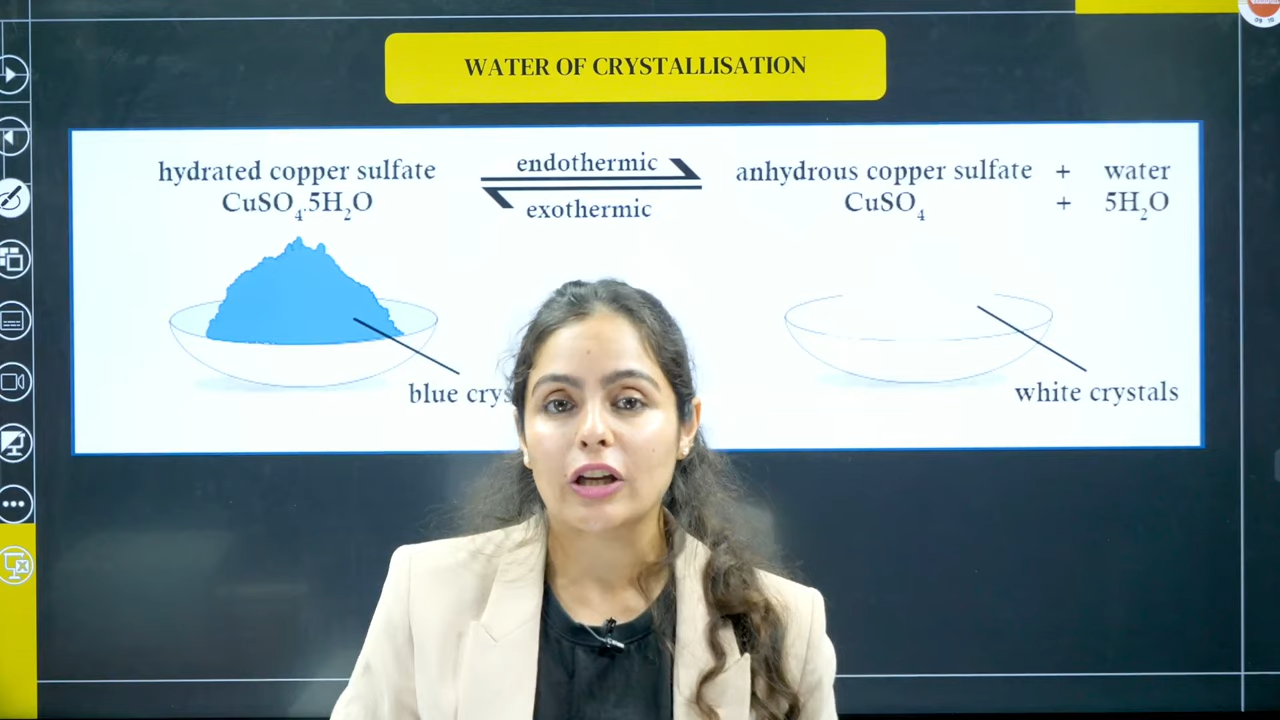 WATER OF CRYSTALLISATION
hydrated copper sulfate
CuSO₄.5H₂O
endothermic
exothermic
anhydrous copper sulfate + water
CuSO₄ + 5H₂O
blue crys
white crystals